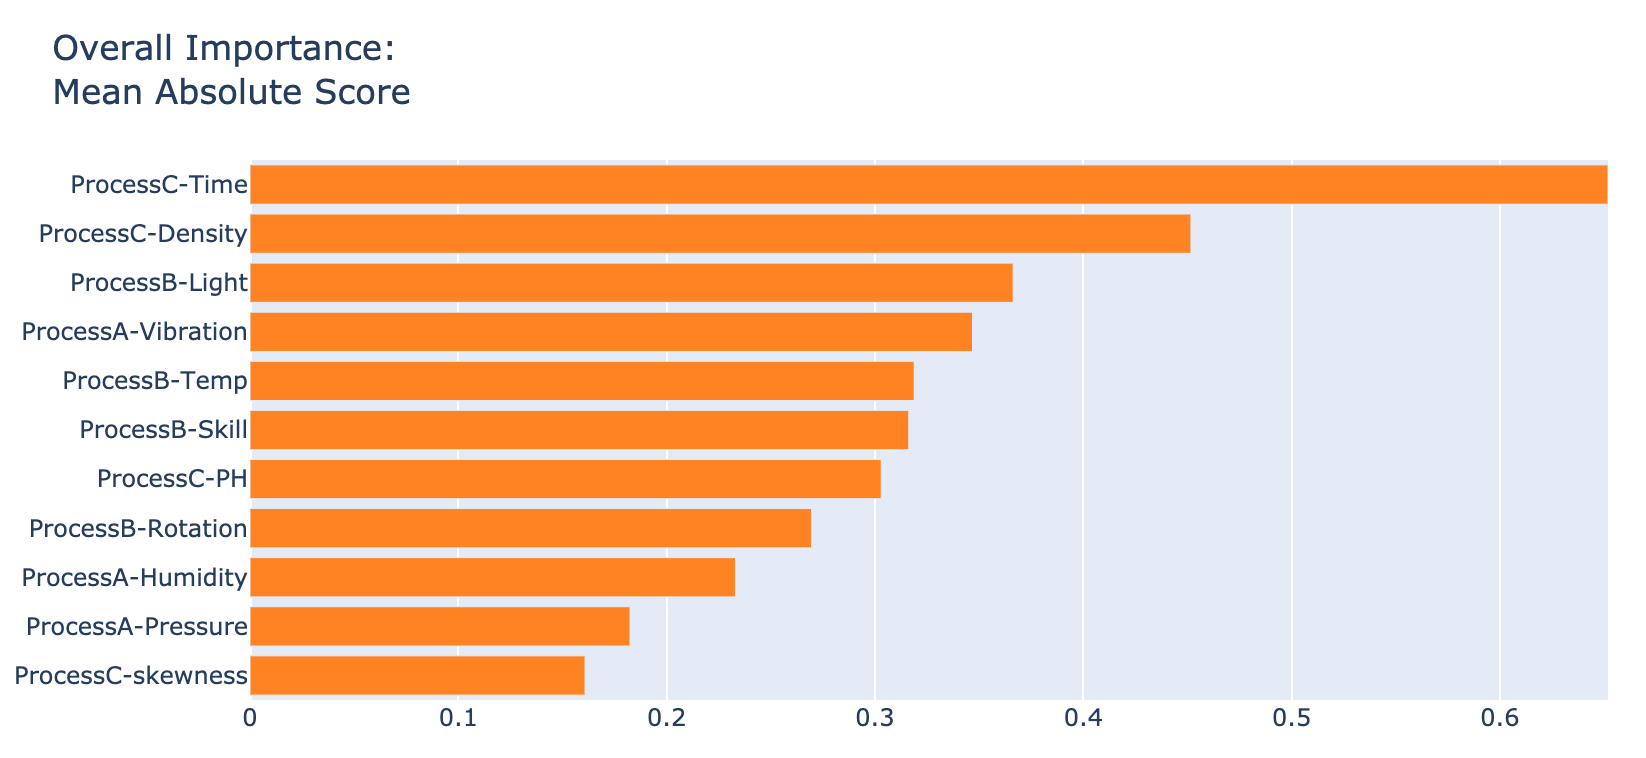 Overall Importance:
Mean Absolute Score
ProcessC-Time
ProcessC-Density
ProcessB-Light
ProcessA-Vibration
ProcessB-Temp
ProcessB-Skill
ProcessC-PH
ProcessB-Rotation
ProcessA-Humidity
ProcessA-Pressure
ProcessC-skewness
0 0.1 0.2 0.3 0.4 0.5 0.6